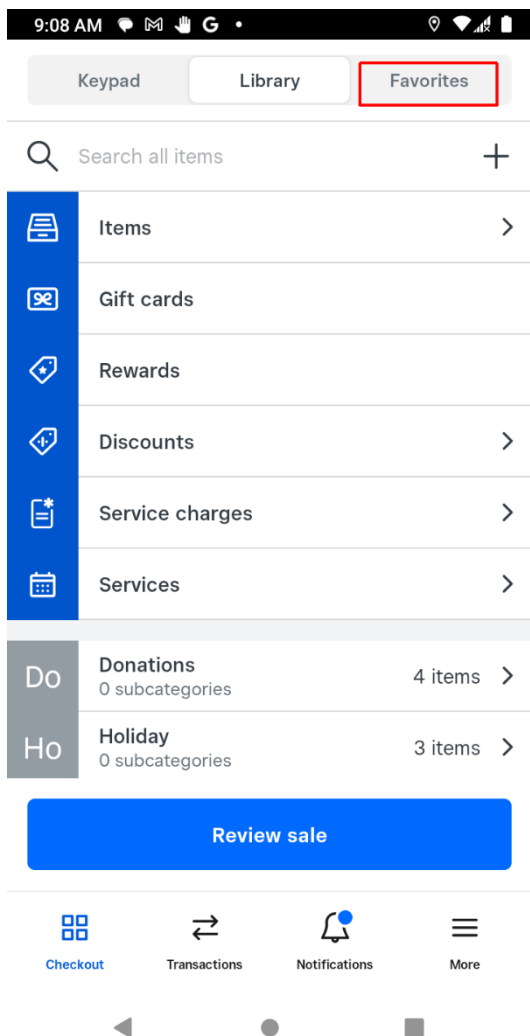 9:08 AM G
Keypad Library Favorites
Search all items
Items
Gift cards
Rewards
Discounts
Service charges
Services
Do Donations 4 items
0 subcategories
Ho Holiday 3 items
0 subcategories
Review sale
Checkout Transactions Notifications More